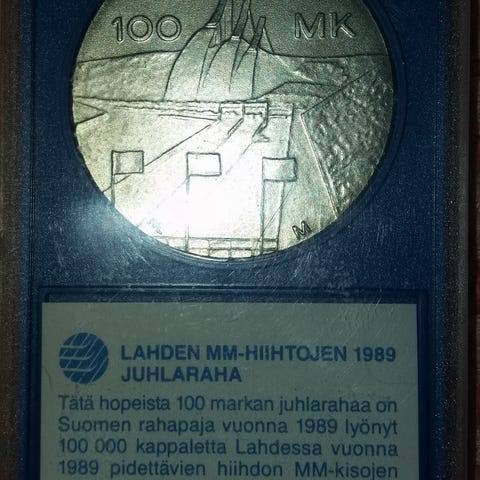 100 MK
M
LAHDEN MM-HIIHTOJEN 1989
JUHLARAHA
Tätä hopeista 100 markan juhlarahaa on
Suomen rahapaja vuonna 1989 lyönyt
100 000 kappaletta Lahdessa vuonna
1989 pidettävien hiihdon MM-kisojen